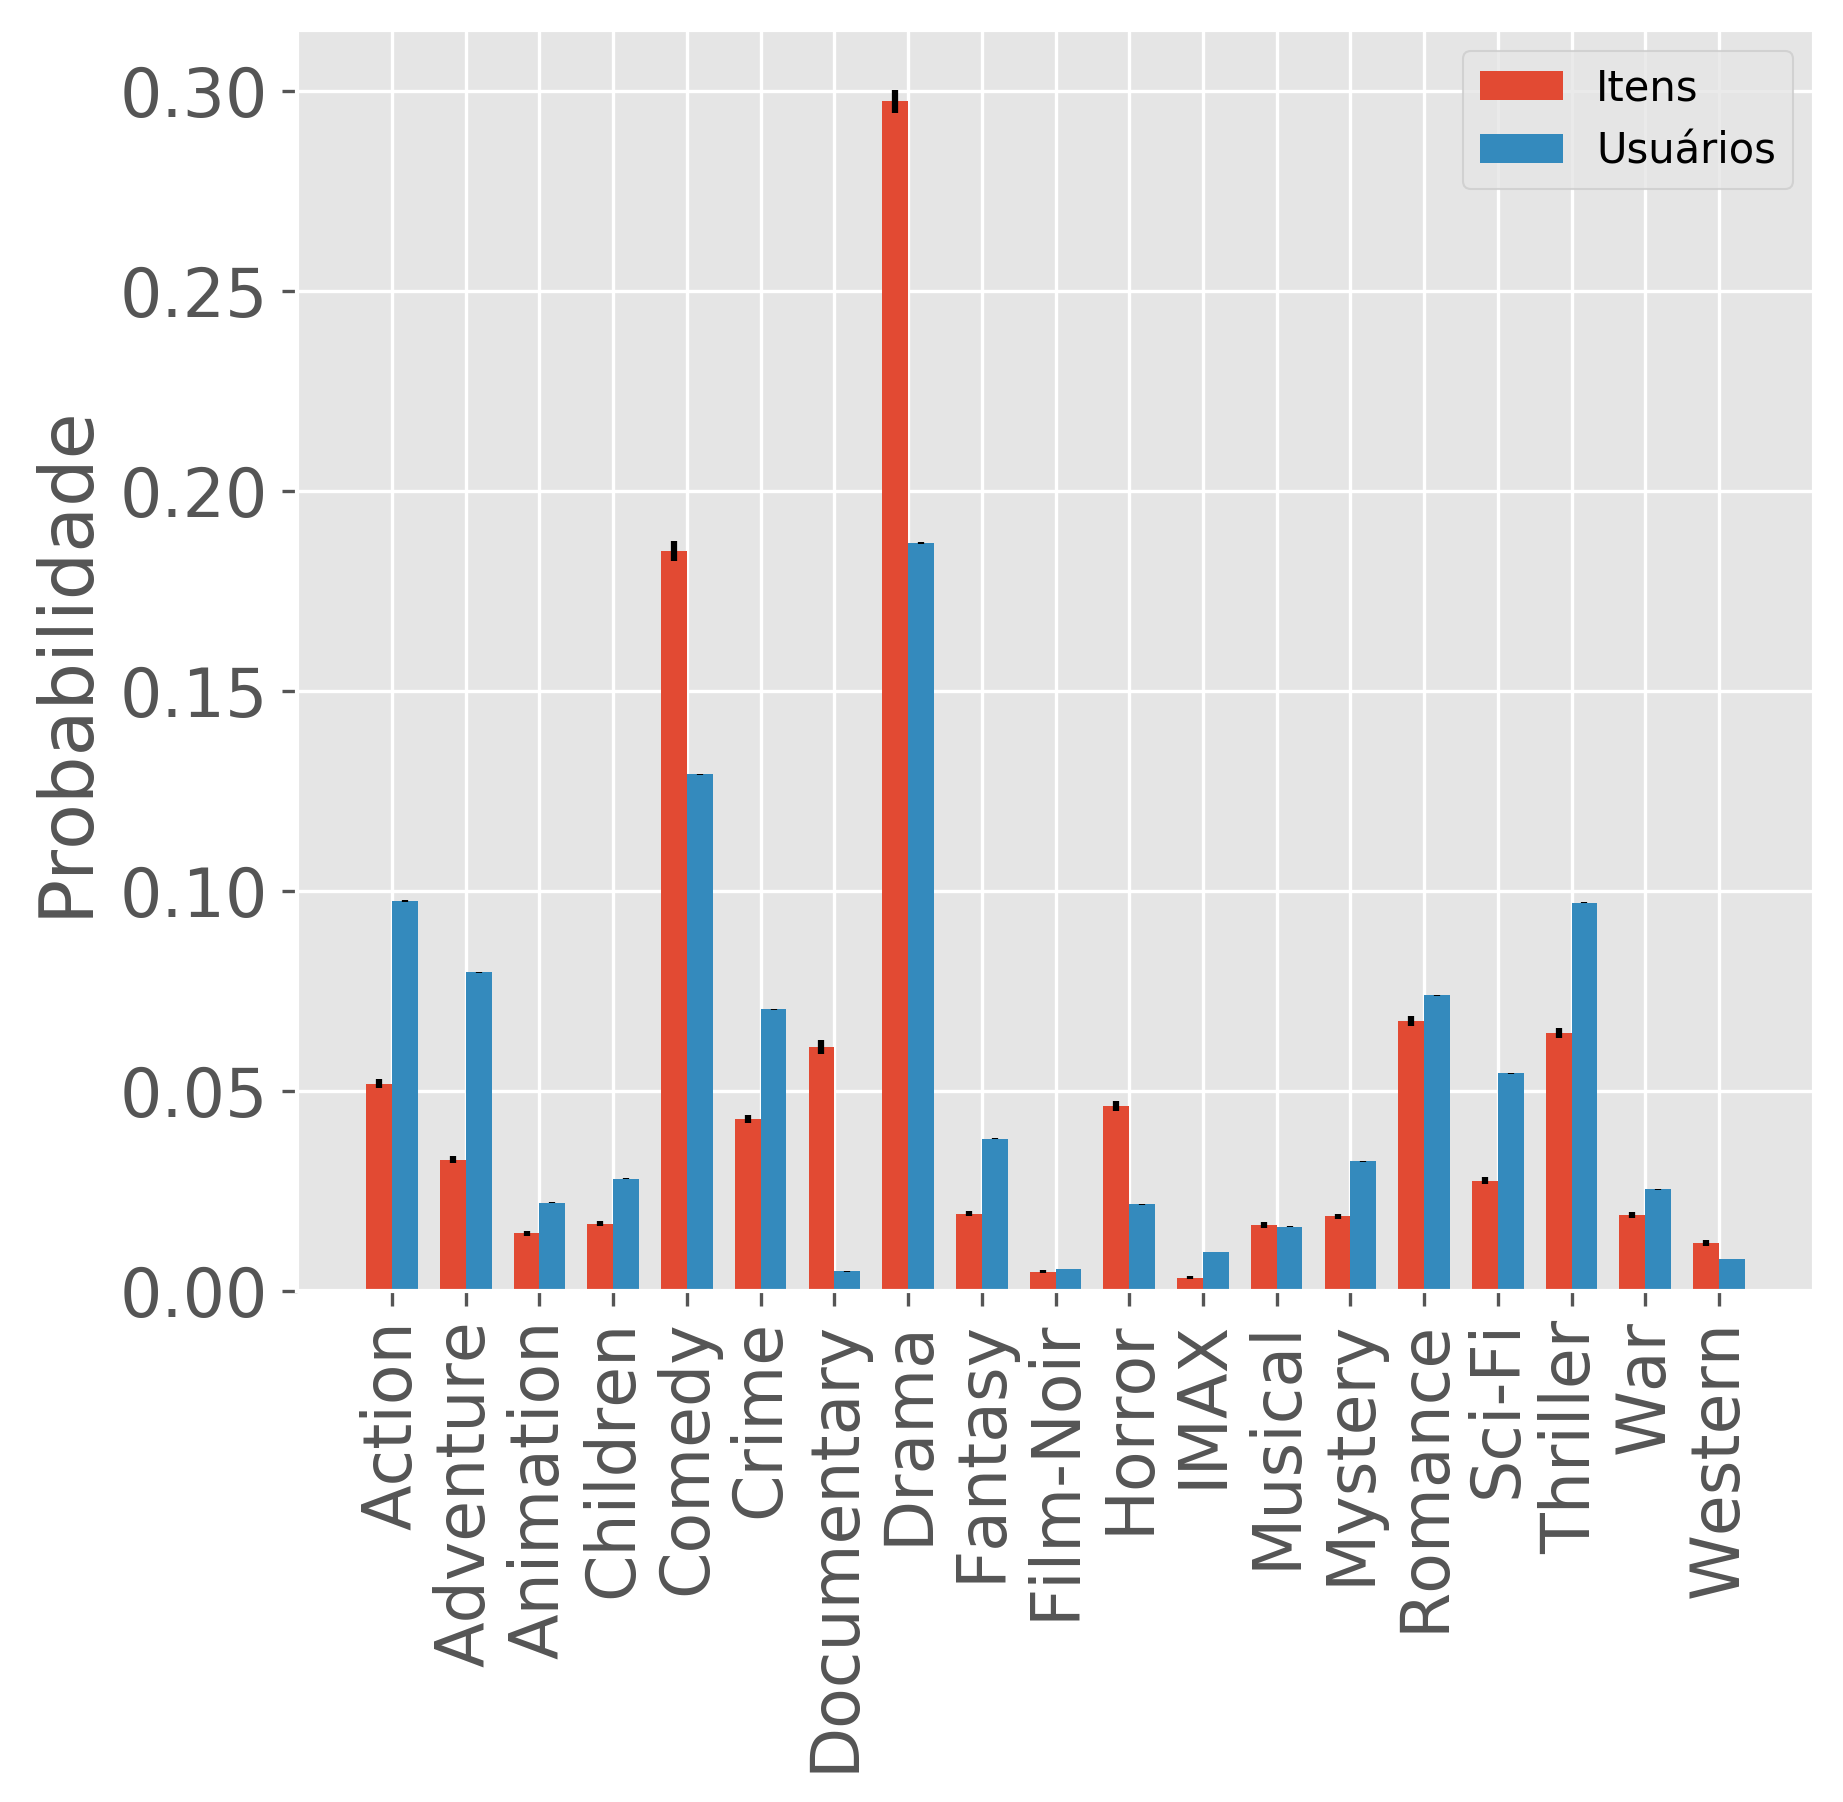 Itens
Usuários
Probabilidade
0.30
0.25
0.20
0.15
0.10
0.05
0.00
Action
Adventure
Animation
Children
Comedy
Crime
Documentary
Drama
Fantasy
Film-Noir
Horror
IMAX
Musical
Mystery
Romance
Sci-Fi
Thriller
War
Western